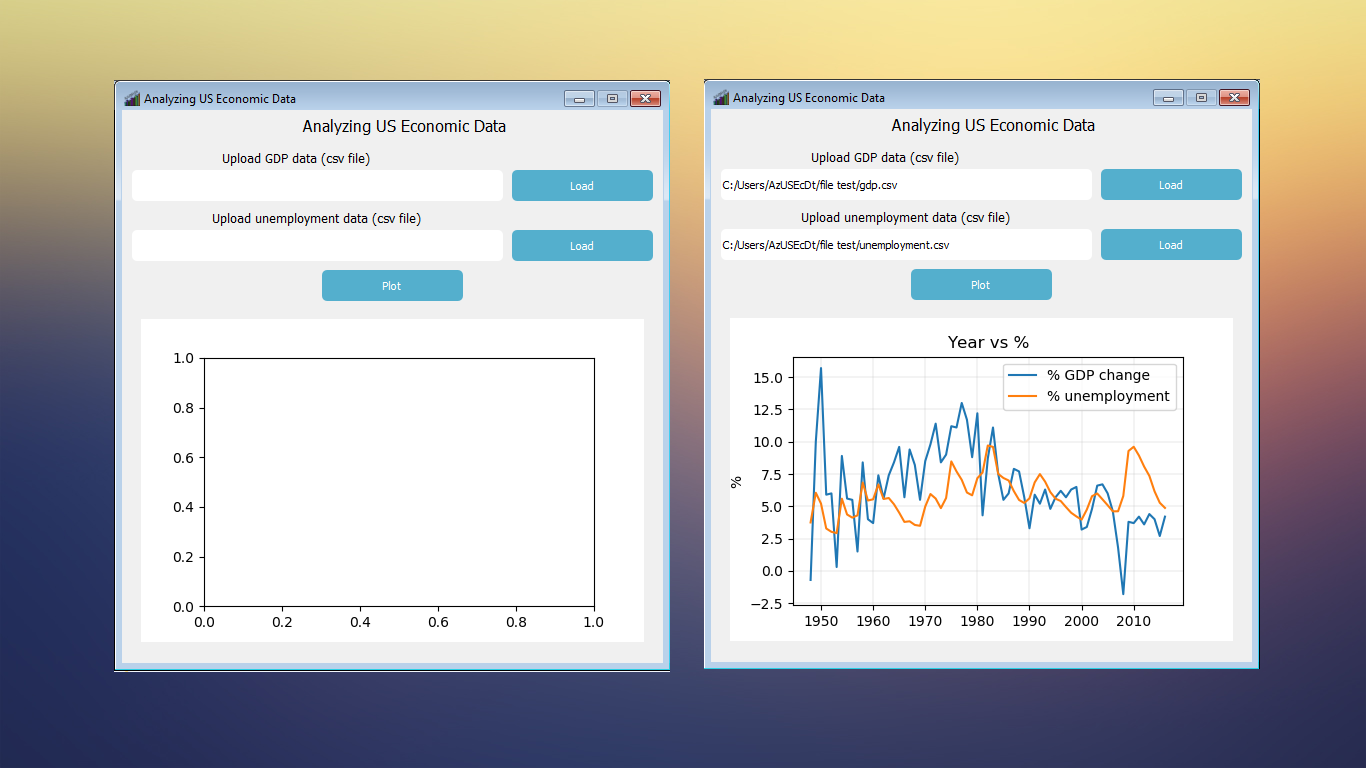 Analyzing US Economic Data
Analyzing US Economic Data
Upload GDP data (csv file)
Load
Upload unemployment data (csv file)
Load
Plot
1.0
0.8
0.6
0.4
0.2
0.0
0.0 0.2 0.4 0.6 0.8 1.0
Analyzing US Economic Data
Analyzing US Economic Data
Upload GDP data (csv file)
C:/Users/AzUSEcDt/file test/gdp.csv Load
Upload unemployment data (csv file)
C:/Users/AzUSEcDt/file test/unemployment.csv Load
Plot
Year vs %
% GDP change
% unemployment
%
15.0
12.5
10.0
7.5
5.0
2.5
0.0
−2.5
1950 1960 1970 1980 1990 2000 2010